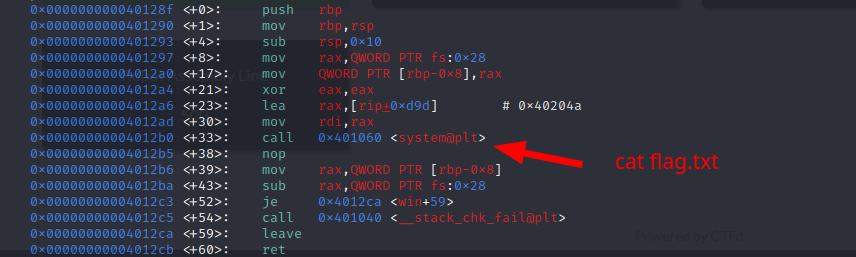 0x000000000040128f <+0>: push rbp
0x0000000000401290 <+1>: mov rbp,rsp
0x0000000000401293 <+4>: sub rsp,0x10
0x0000000000401297 <+8>: mov rax,QWORD PTR fs:0x28
0x00000000004012a0 <+17>: mov QWORD PTR [rbp-0x8],rax
0x00000000004012a4 <+21>: xor eax,eax
0x00000000004012a6 <+23>: lea rax,[rip+0xd9d] # 0x40204a
0x00000000004012ad <+30>: mov rdi,rax
0x00000000004012b0 <+33>: call 0x401060 <system@plt>
0x00000000004012b5 <+38>: nop
cat flag.txt
0x00000000004012b6 <+39>: mov rax,QWORD PTR [rbp-0x8]
0x00000000004012ba <+43>: sub rax,QWORD PTR fs:0x28
0x00000000004012c3 <+52>: je 0x4012ca <win+59>
0x00000000004012c5 <+54>: call 0x401040 <__stack_chk_fail@plt>
0x00000000004012ca <+59>: leave
Powered by CTFd
0x00000000004012cb <+60>: ret